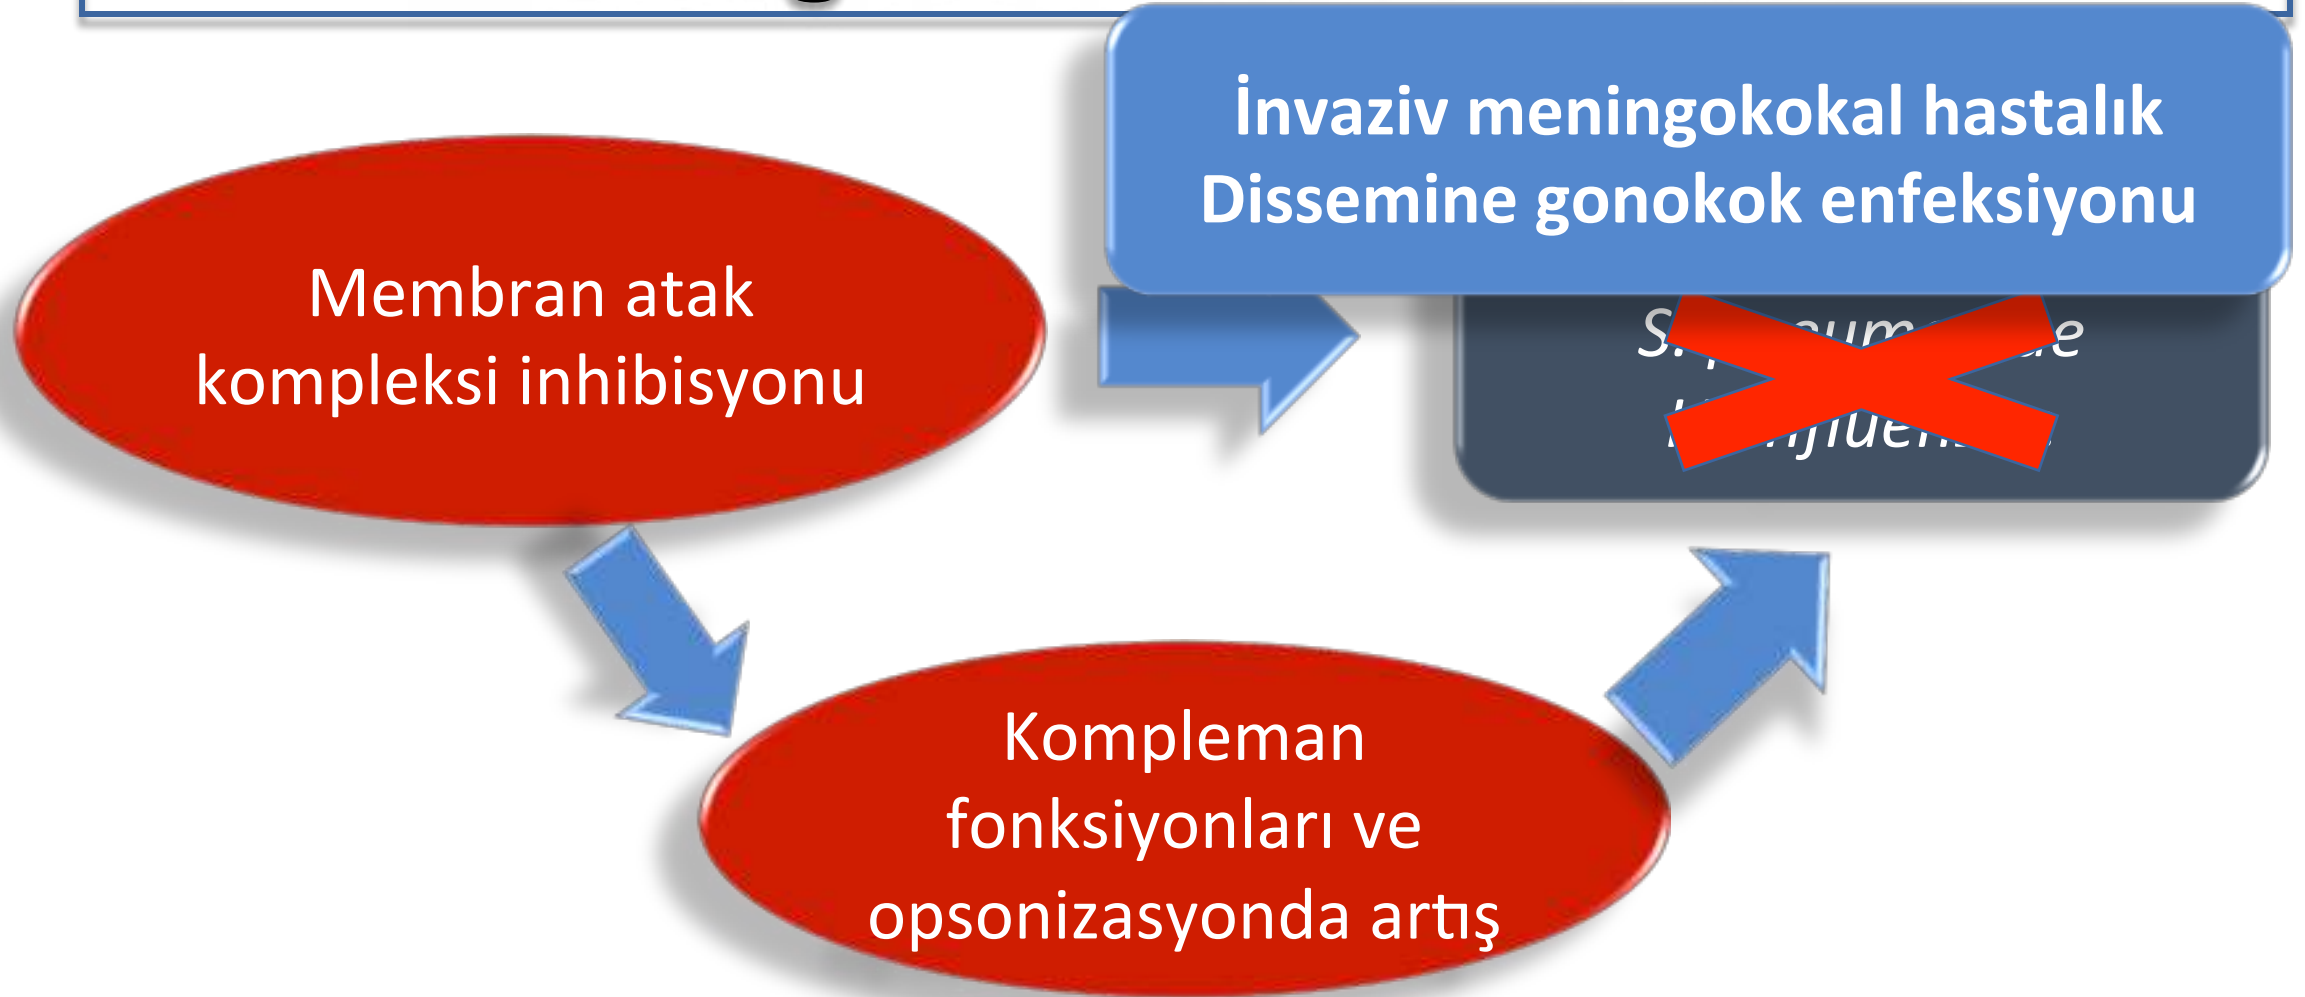 İnvaziv meningokokal hastalık
Dissemine gonokok enfeksiyonu
Membran atak
kompleksi inhibisyonu
S.
Kompleman
fonksiyonları ve
opsonizasyonda artış